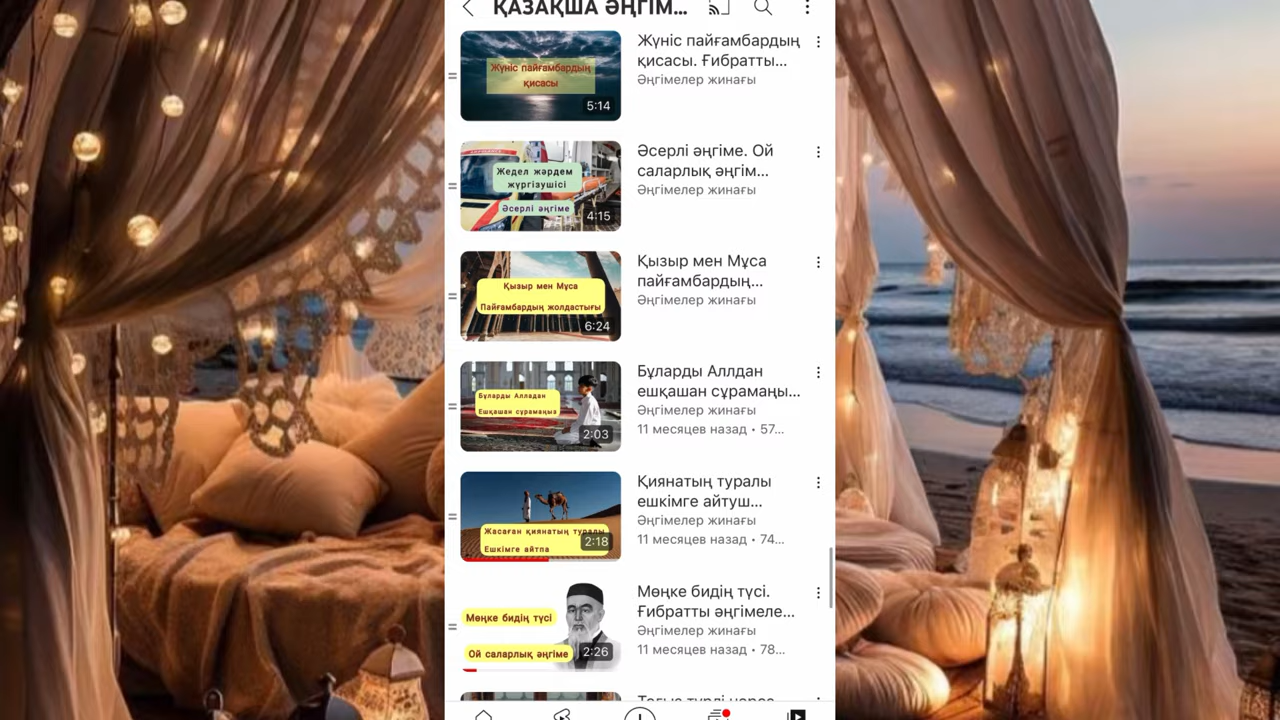 ҚАЗАҚША ӘҢГІМ...
Жүніс пайғамбардың
қисасы
5:14
Жүніс пайғамбардың
қисасы. Ғибратты...
Әңгімелер жинағы
Жедел жәрдем
жүргізушісі
Әсерлі әңгіме
4:15
Әсерлі әңгіме. Ой
саларлық әңгім...
Әңгімелер жинағы
Қызыр мен Мұса
Пайғамбардың жолдастығы
6:24
Қызыр мен Мұса
пайғамбардың...
Әңгімелер жинағы
Бұларды Алладан
Ешқашан сұрамаңыз
2:03
Бұларды Аллдан
ешқашан сұрамаңы...
Әңгімелер жинағы
11 месяцев назад • 57...
Жасаған қиянатың туралы
Ешкімге айтпа
2:18
Қиянатың туралы
ешкімге айтуш...
Әңгімелер жинағы
11 месяцев назад • 74...
Мөңке бидің түсі
Ой саларлық әңгіме
2:26
Мөңке бидің түсі.
Ғибратты әңгімеле...
Әңгімелер жинағы
11 месяцев назад • 78...